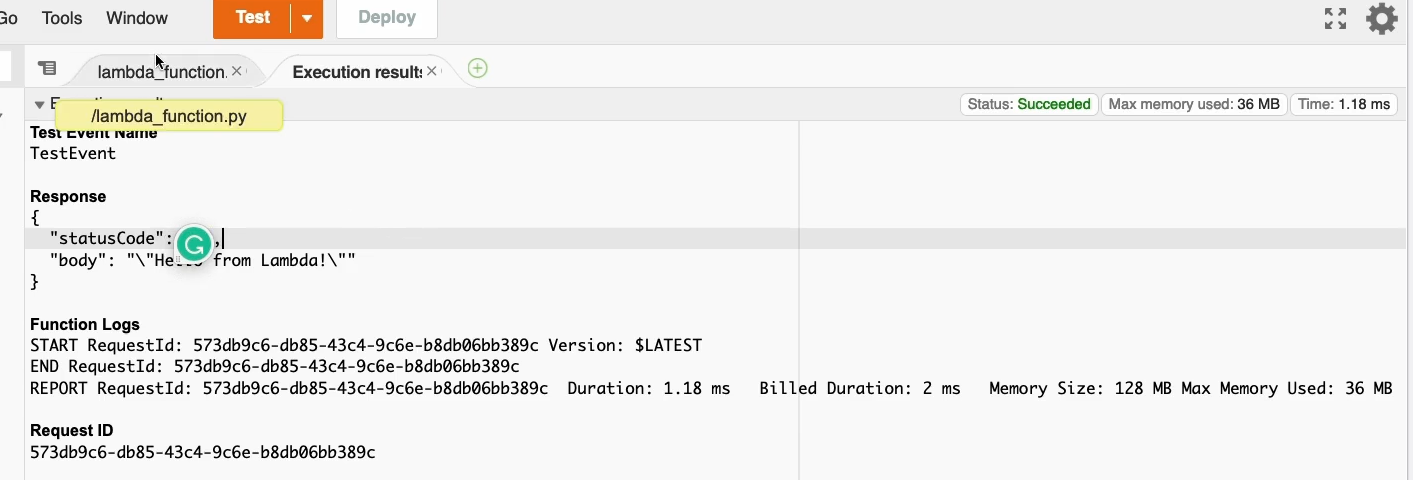 Go Tools Window Test Deploy
lambda_function. Execution results
/lambda_function.py
Status: Succeeded Max memory used: 36 MB Time: 1.18 ms
Test Event Name
TestEvent
Response
{
"statusCode": ,
"body": "\"Hello from Lambda!\""
}
Function Logs
START RequestId: 573db9c6-db85-43c4-9c6e-b8db06bb389c Version: $LATEST
END RequestId: 573db9c6-db85-43c4-9c6e-b8db06bb389c
REPORT RequestId: 573db9c6-db85-43c4-9c6e-b8db06bb389c Duration: 1.18 ms Billed Duration: 2 ms Memory Size: 128 MB Max Memory Used: 36 MB
Request ID
573db9c6-db85-43c4-9c6e-b8db06bb389c